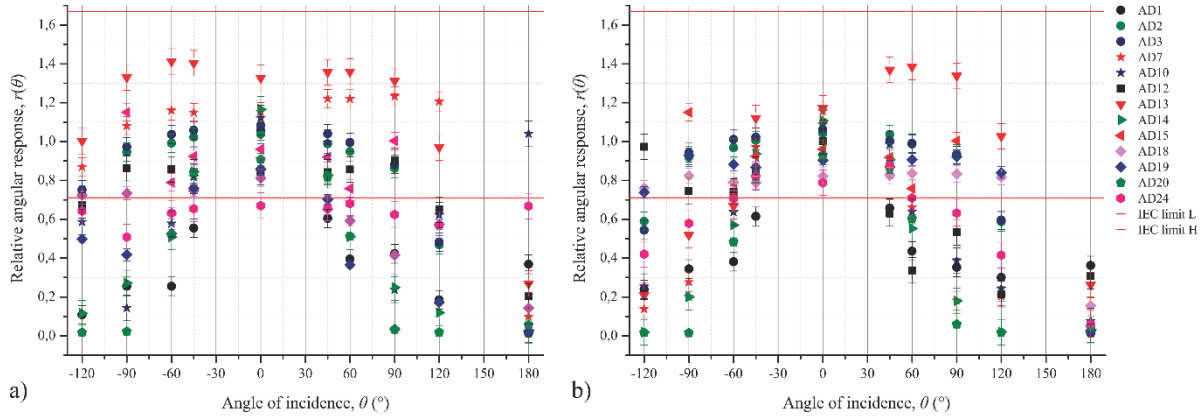 1,6
1,4
1,2
1,0
0,8
0,6
0,4
0,2
0,0
Relative angular response, r(θ)
-120 -90 -60 -30 0 30 60 90 120 150 180
Angle of incidence, θ (°)
a)
1,6
1,4
1,2
1,0
0,8
0,6
0,4
0,2
0,0
Relative angular response, r(θ)
-120 -90 -60 -30 0 30 60 90 120 150 180
Angle of incidence, θ (°)
b)
AD1
AD2
AD3
AD7
AD10
AD12
AD13
AD14
AD15
AD18
AD19
AD20
AD24
IEC limit L
IEC limit H